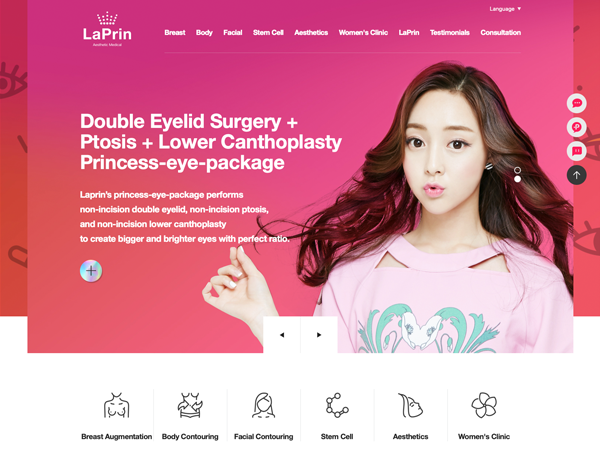 Language ▼
LaPrin
Aesthetic Medical
Breast Body Facial Stem Cell Aesthetics Women's Clinic LaPrin Testimonials Consultation
Double Eyelid Surgery +
Ptosis + Lower Canthoplasty
Princess-eye-package
Laprin's princess-eye-package performs
non-incision double eyelid, non-incision ptosis,
and non-incision lower canthoplasty
to create bigger and brighter eyes with perfect ratio.
Breast Augmentation Body Contouring Facial Contouring Stem Cell Aesthetics Women's Clinic